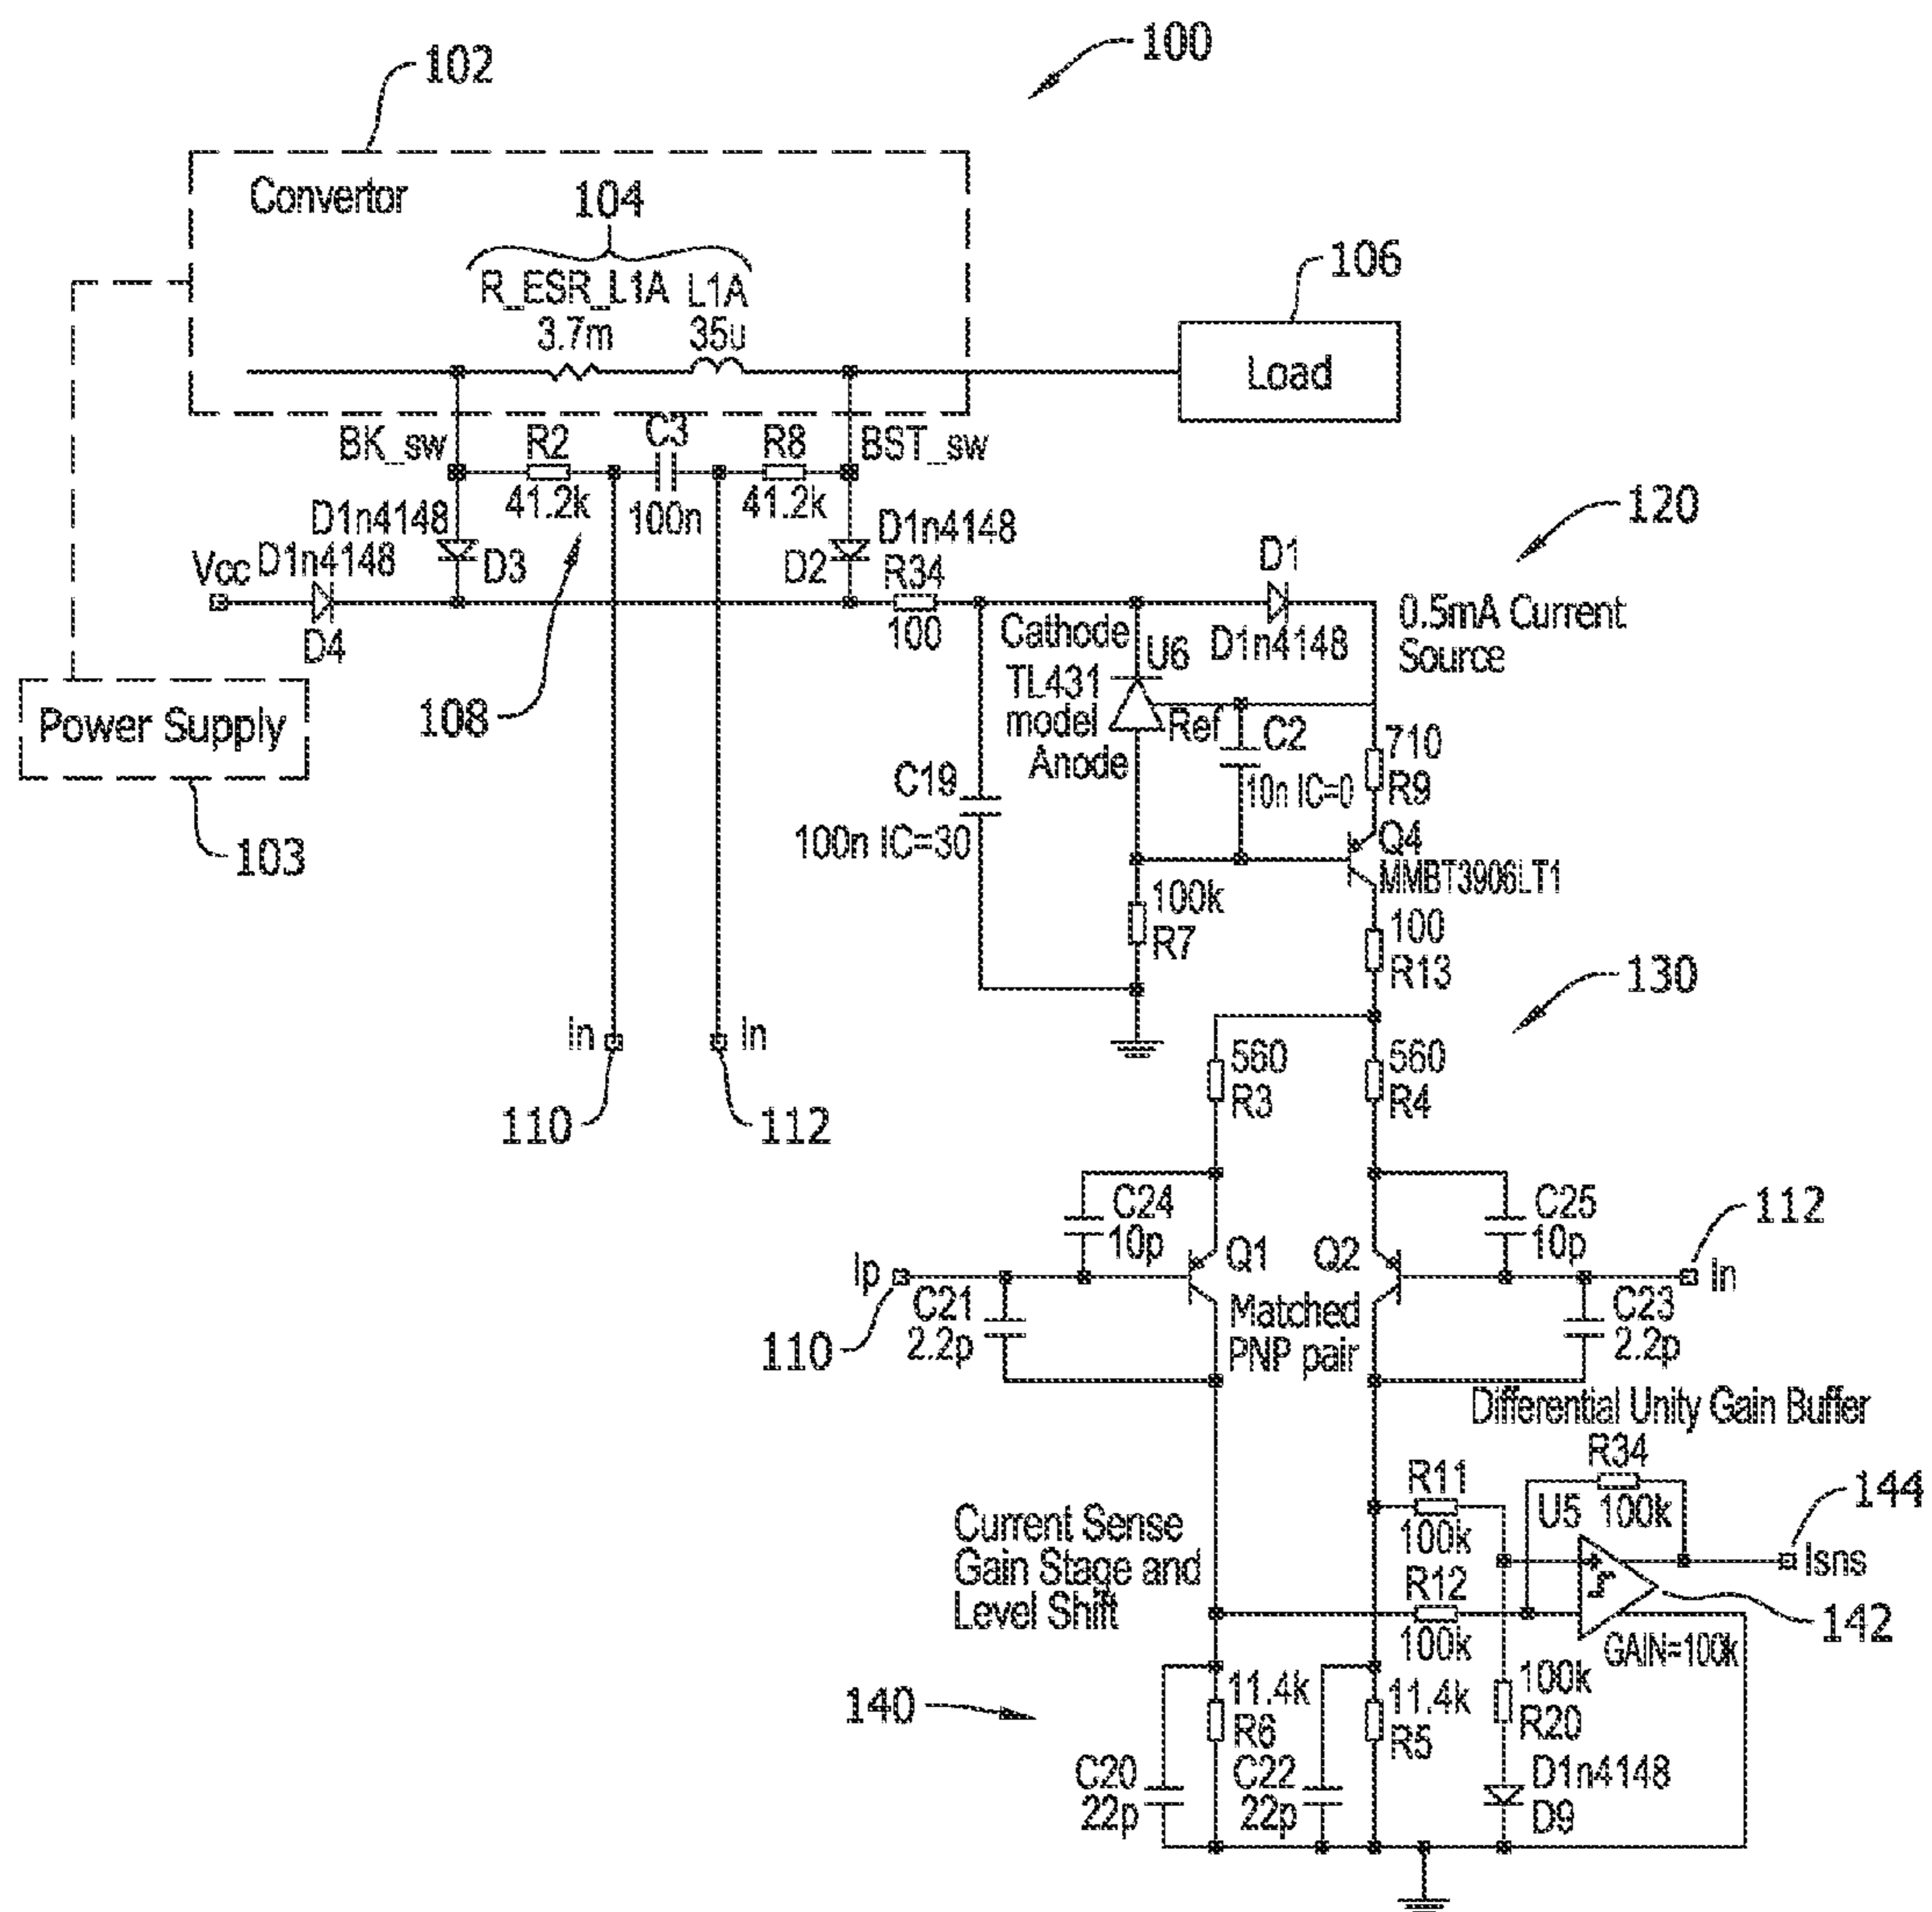 100
102
Convertor
104
R_ESR_L1A L1A
3.7m 35u
106
Load
BK_sw R2 C3 R8 BST_sw
41.2k 100n 41.2k
D1n4148 D1n4148
Vcc D1n4148 D3 D2 R34 D1
120
D4 100
0.5mA Current
Source
Cathode U6 D1n4148
TL431
model Ref C2
Anode 10n IC=0
710
R9
108
Power Supply
103
C19
100n IC=30
Q4
MMBT3906LT1
100k
R7
100
R13
130
In In
110 112
560 560
R3 R4
C24 C25
10p 10p
112
Ip Q1 Q2 In
C21 Matched C23
2.2p PNP pair 2.2p
110
Differential Unity Gain Buffer
R34
R11 U5 100k
144
Current Sense 100k Isns
Gain Stage and R12
Level Shift 142
100k GAIN=100k
140
11.4k 11.4k 100k
R6 R5 R20
C20 C22 D1n4148
22p 22p D9